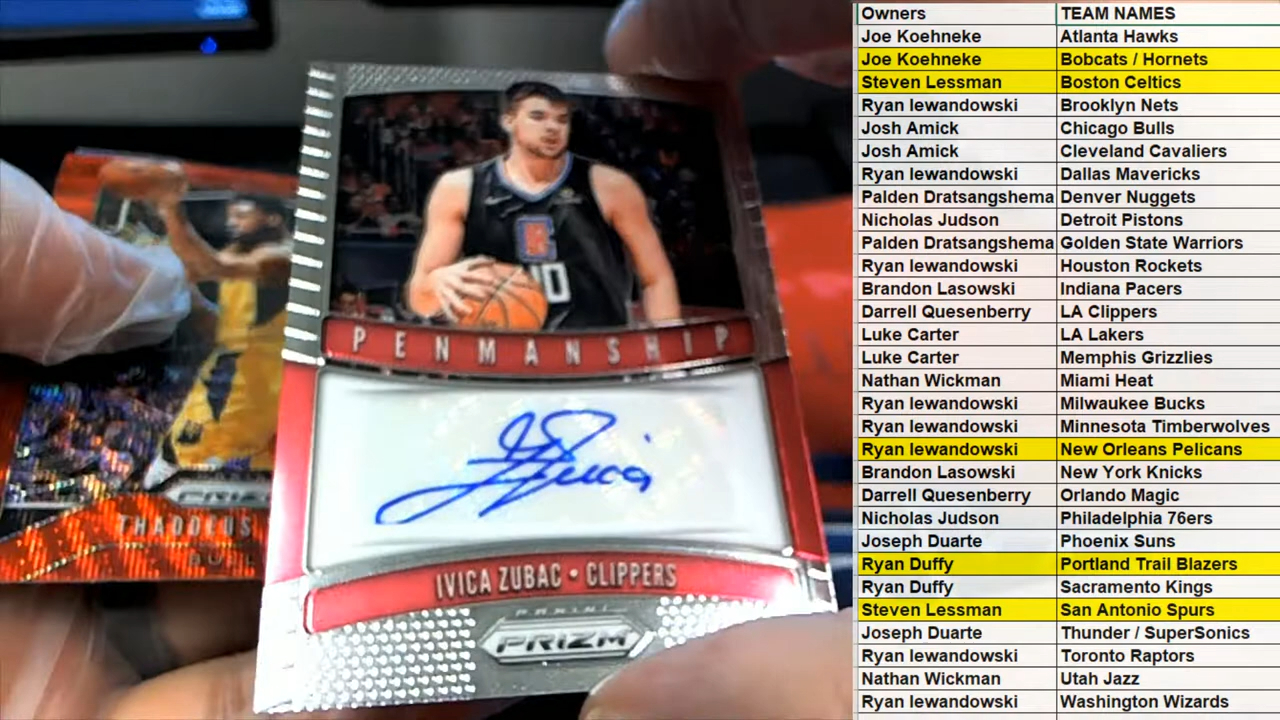 PENMANSHIP
IVICA ZUBAC • CLIPPERS
PANINI
PRIZM
10
PRIZM
THADDEUS
BUL
Owners TEAM NAMES
Joe Koehneke Atlanta Hawks
Joe Koehneke Bobcats / Hornets
Steven Lessman Boston Celtics
Ryan lewandowski Brooklyn Nets
Josh Amick Chicago Bulls
Josh Amick Cleveland Cavaliers
Ryan lewandowski Dallas Mavericks
Palden Dratsangshema Denver Nuggets
Nicholas Judson Detroit Pistons
Palden Dratsangshema Golden State Warriors
Ryan lewandowski Houston Rockets
Brandon Lasowski Indiana Pacers
Darrell Quesenberry LA Clippers
Luke Carter LA Lakers
Luke Carter Memphis Grizzlies
Nathan Wickman Miami Heat
Ryan lewandowski Milwaukee Bucks
Ryan lewandowski Minnesota Timberwolves
Ryan lewandowski New Orleans Pelicans
Brandon Lasowski New York Knicks
Darrell Quesenberry Orlando Magic
Nicholas Judson Philadelphia 76ers
Joseph Duarte Phoenix Suns
Ryan Duffy Portland Trail Blazers
Ryan Duffy Sacramento Kings
Steven Lessman San Antonio Spurs
Joseph Duarte Thunder / SuperSonics
Ryan lewandowski Toronto Raptors
Nathan Wickman Utah Jazz
Ryan lewandowski Washington Wizards